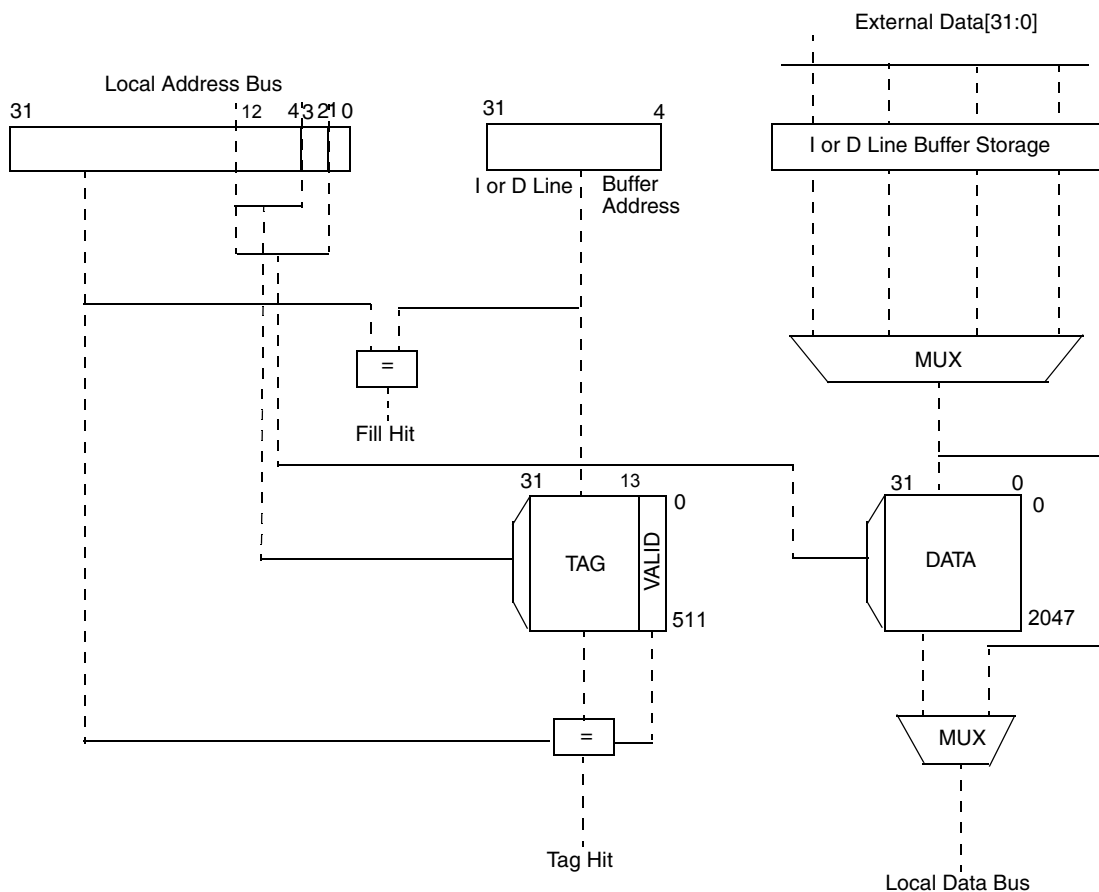 External Data[31:0]
Local Address Bus
31 12 4 3 2 1 0
31 4
I or D Line Buffer Storage
I or D Line Buffer
Address
MUX
=
Fill Hit
31 13 0
31 0
0
TAG
VALID
DATA
511
2047
=
MUX
Tag Hit
Local Data Bus